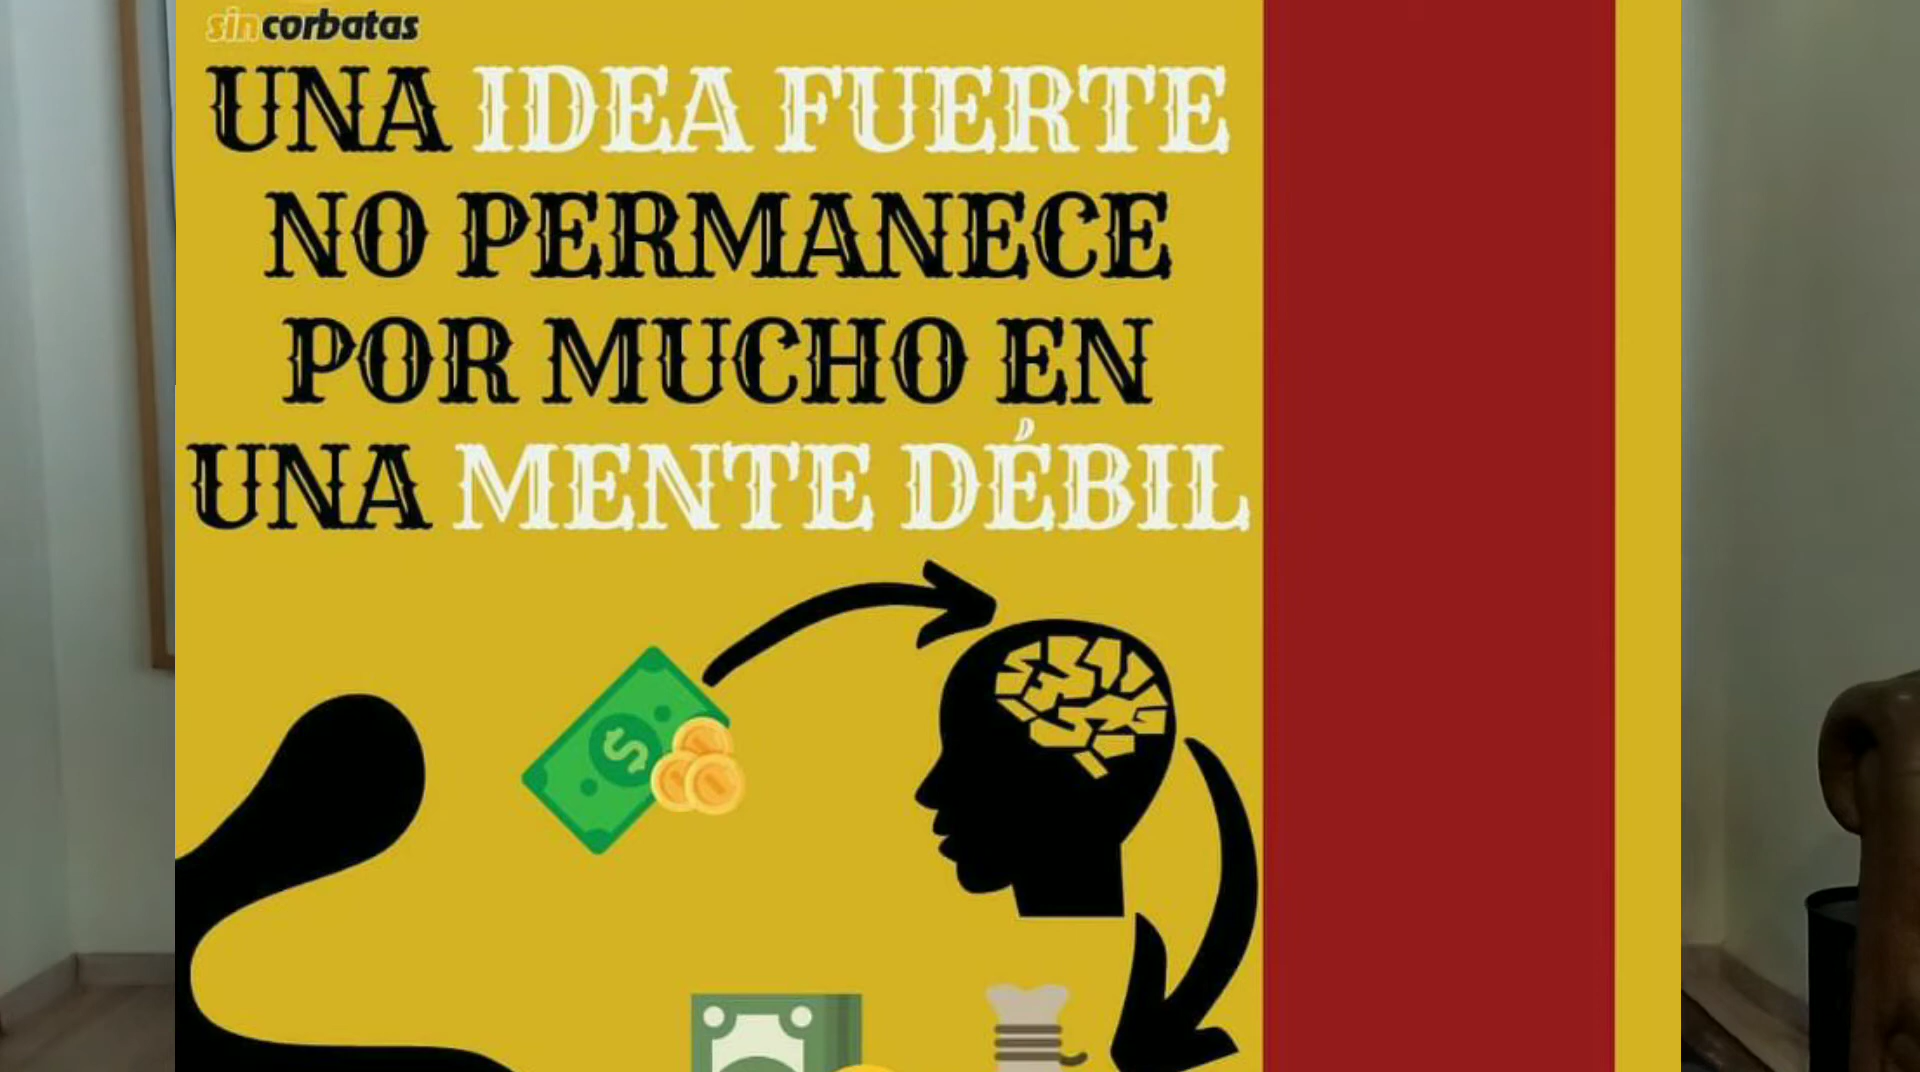 sincorbatas
UNA IDEA FUERTE
NO PERMANECE
POR MUCHO EN
UNA MENTE DÉBIL
$